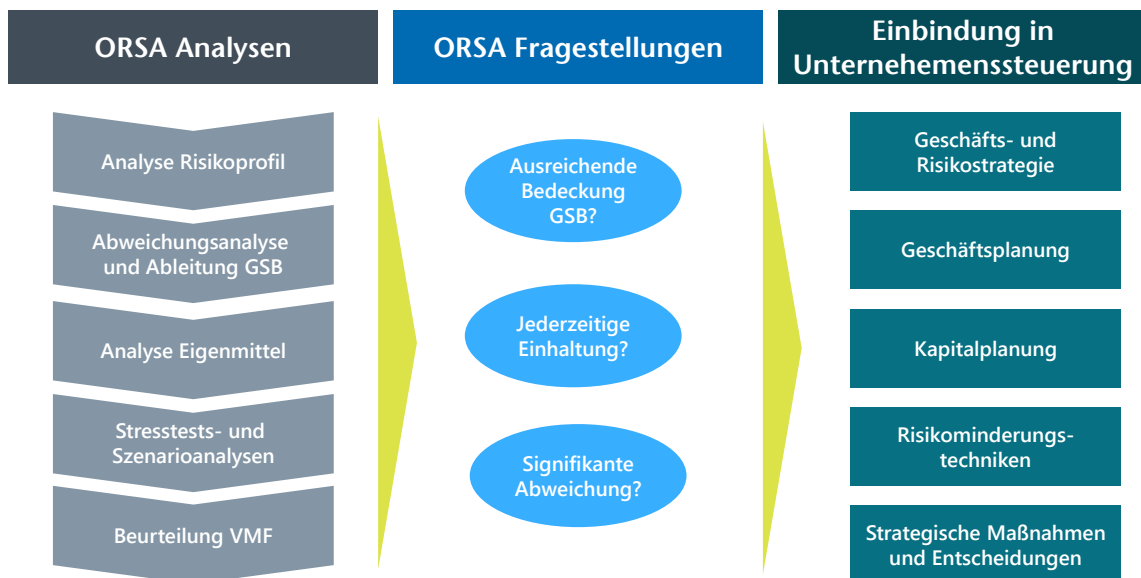 ORSA Analysen
ORSA Fragestellungen
Einbindung in
Unternehemenssteuerung
Analyse Risikoprofil
Abweichungsanalyse
und Ableitung GSB
Analyse Eigenmittel
Stresstests- und
Szenarioanalysen
Beurteilung VMF
Ausreichende
Bedeckung
GSB?
Jederzeitige
Einhaltung?
Signifikante
Abweichung?
Geschäfts- und
Risikostrategie
Geschäftsplanung
Kapitalplanung
Risikominderungs-
techniken
Strategische Maßnahmen
und Entscheidungen